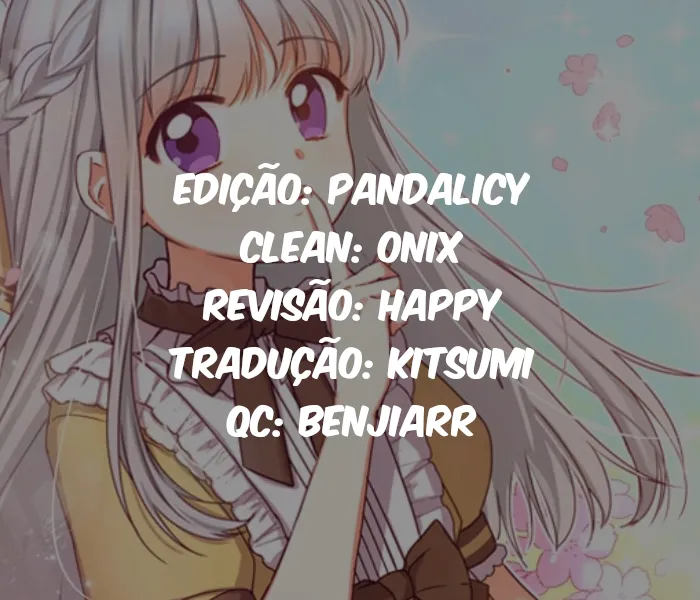 EDIÇÃO: PANDALICY
CLEAN: ONIX
REVISÃO: HAPPY
TRADUÇÃO: KITSUMI
QC: BENJIARR